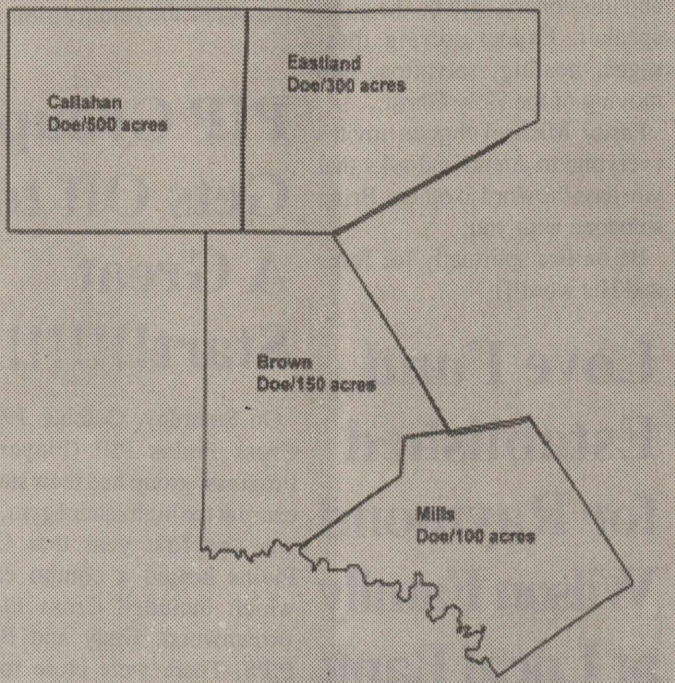 Eastland
Doe/300 acres
Callahan
Doe/500 acres
Brown
Doe/150 acres
Mills
Doe/100 acres